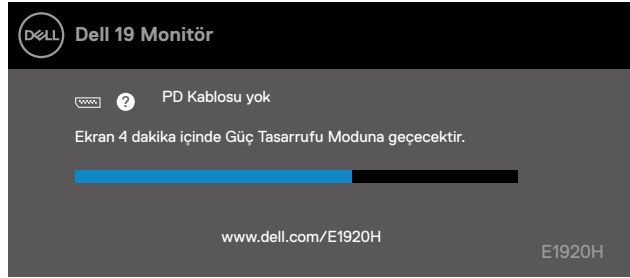 DELL Dell 19 Monitör
? PD Kablosu yok
Ekran 4 dakika içinde Güç Tasarrufu Moduna geçecektir.
www.dell.com/E1920H
E1920H